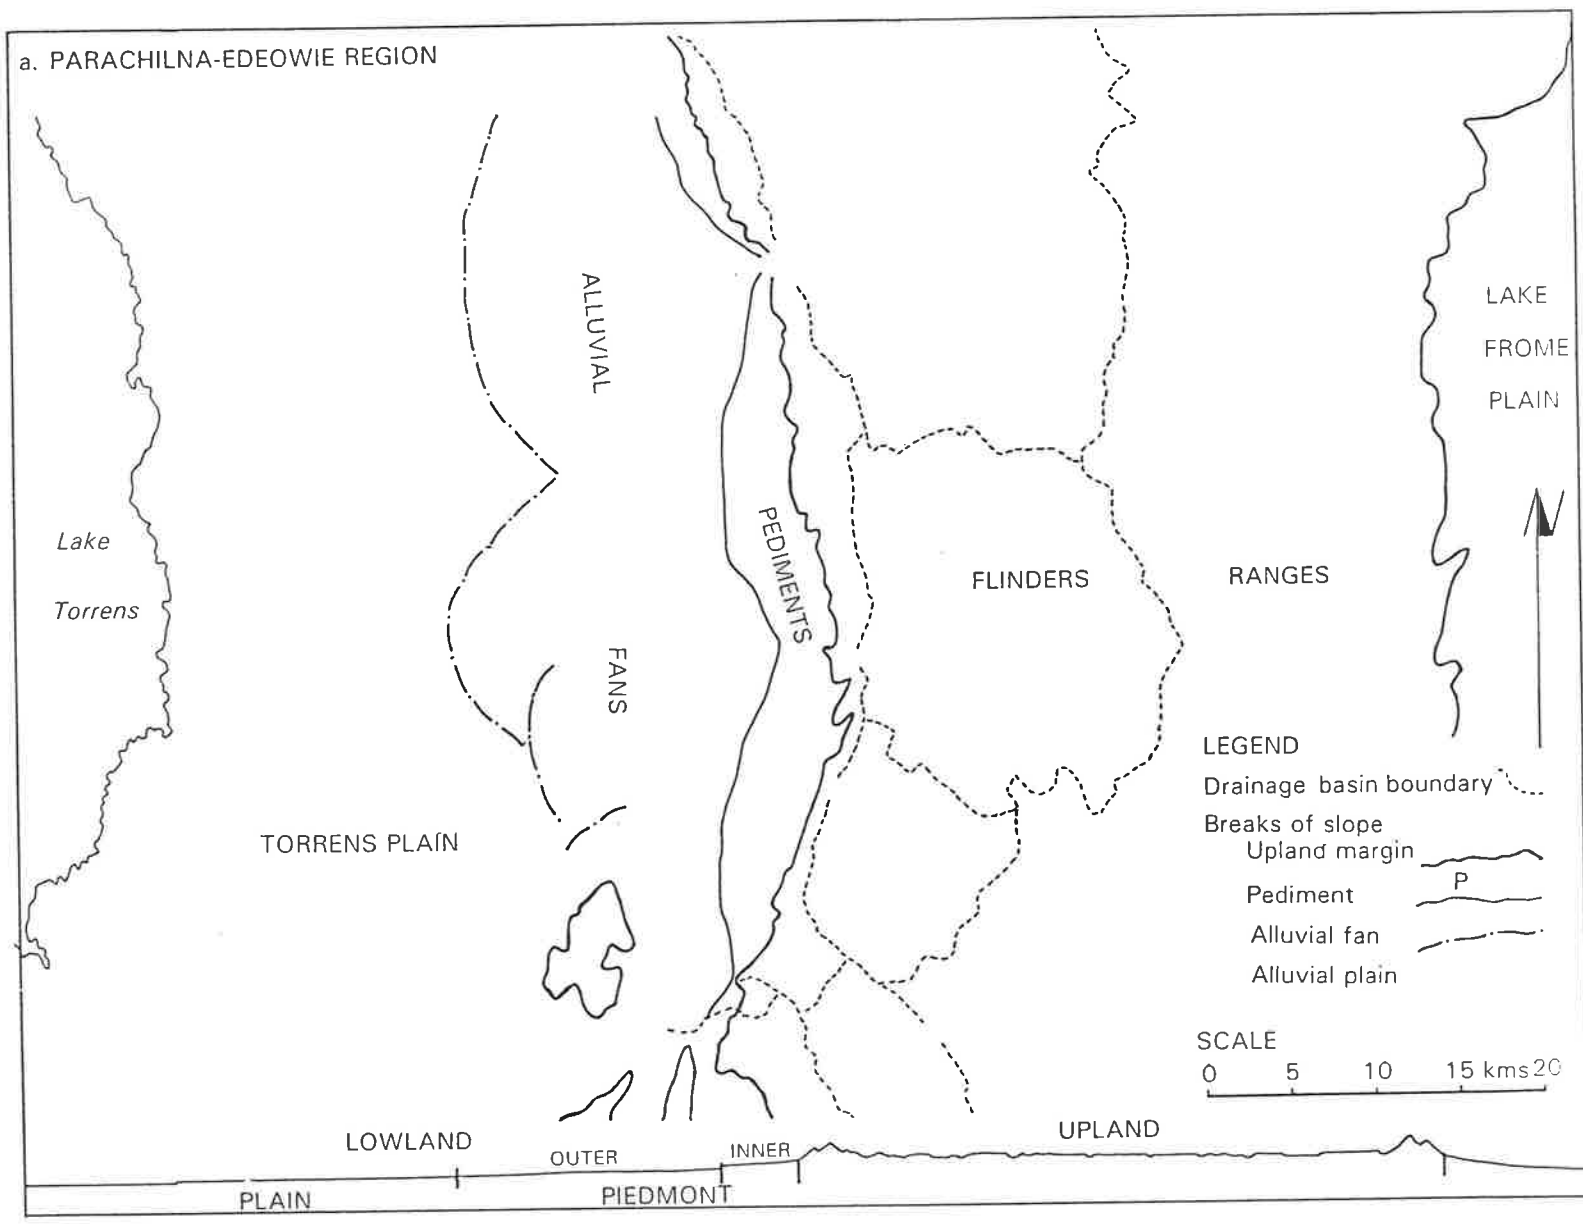 a. PARACHILNA-EDEOWIE REGION
ALLUVIAL
FANS
PEDIMENTS
Lake
Torrens
TORRENS PLAIN
FLINDERS RANGES
LAKE
FROME
PLAIN
N
LEGEND
Drainage basin boundary
Breaks of slope
Upland margin
P
Pediment
Alluvial fan
Alluvial plain
SCALE
0 5 10 15 kms 20
LOWLAND
UPLAND
OUTER
INNER
PLAIN
PIEDMONT